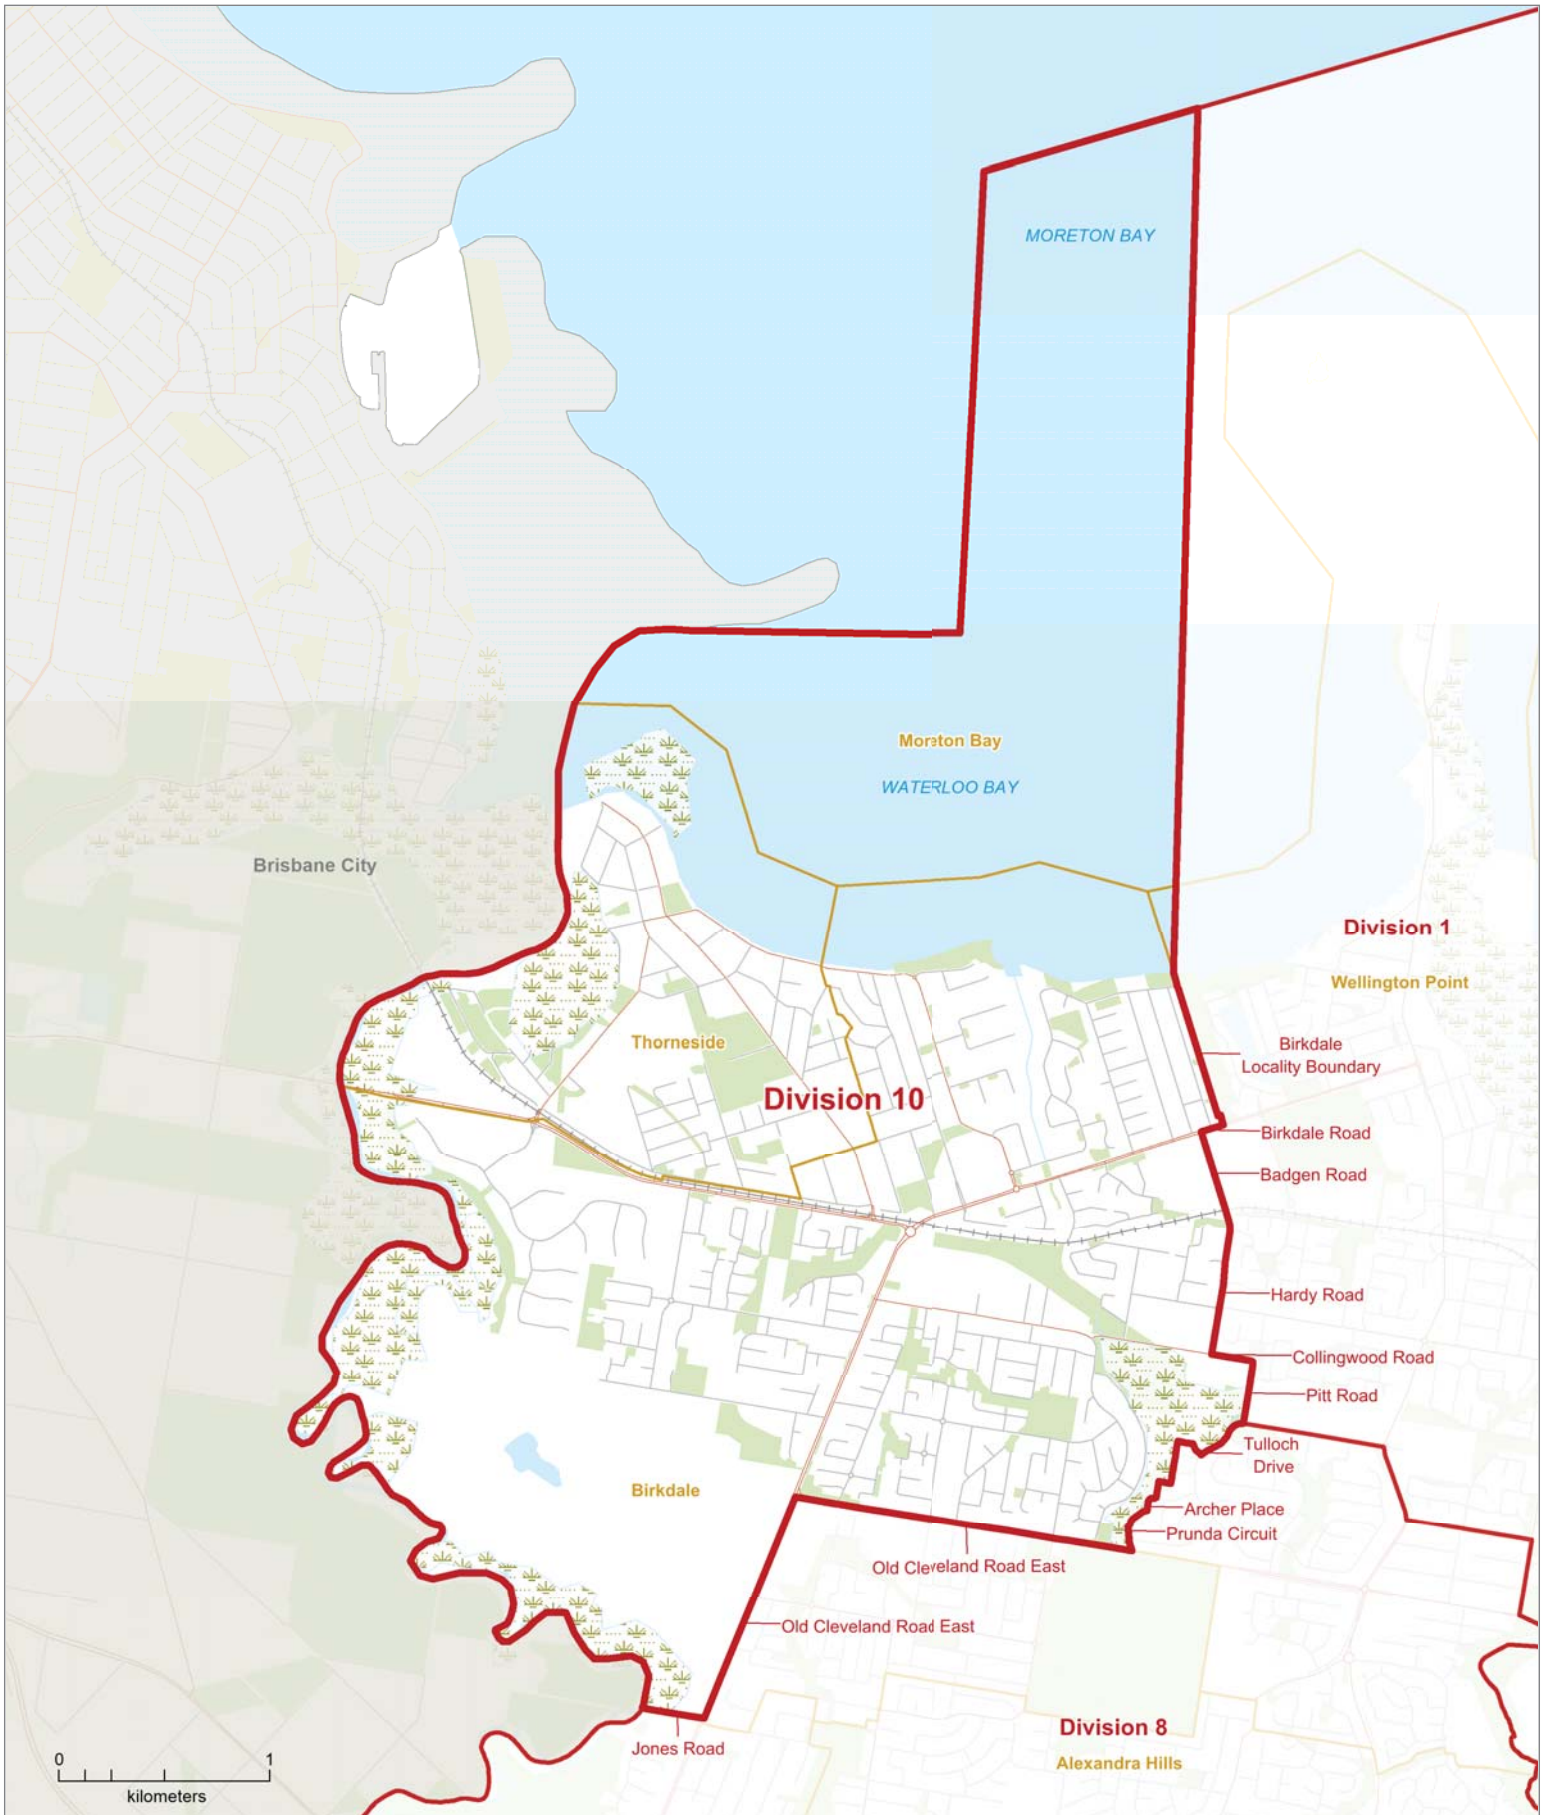 MORETON BAY
Moreton Bay
WATERLOO BAY
Brisbane City
Division 1
Wellington Point
Thorneside
Birkdale
Locality Boundary
Division 10
Birkdale Road
Badgen Road
Hardy Road
Collingwood Road
Pitt Road
Tulloch
Drive
Birkdale
Archer Place
Prunda Circuit
Old Cleveland Road East
Old Cleveland Road East
Division 8
Jones Road
Alexandra Hills
0 1
kilometers